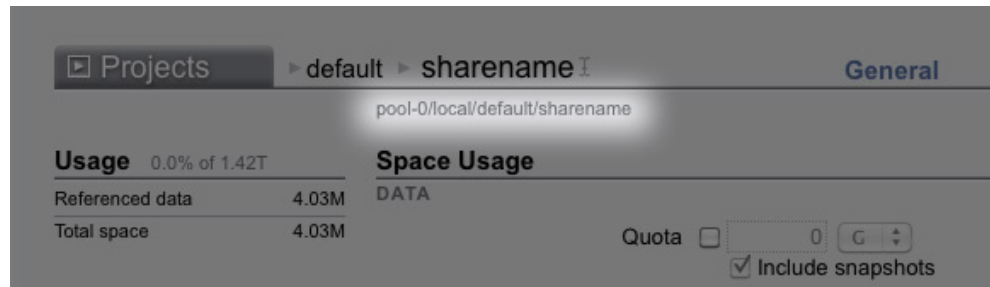 Projects default sharename General
pool-0/local/default/sharename
Usage 0.0% of 1.42T Space Usage
Referenced data 4.03M DATA
Total space 4.03M
Quota 0 G
Include snapshots